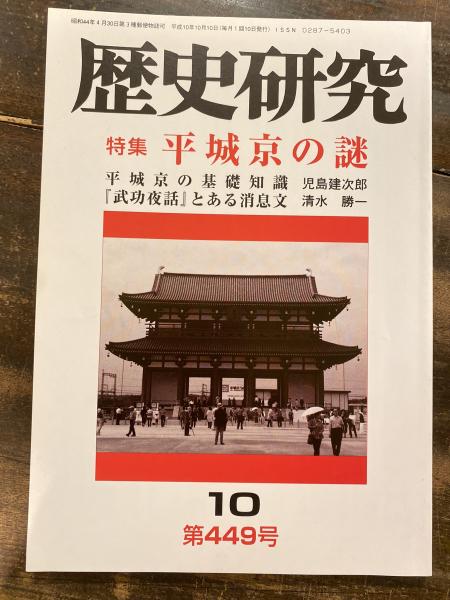 昭和44年4月30日第3種郵便物認可 平成10年10月10日(毎月1回10日発行) ISSN 0287-5403
歴史研究
特集 平城京の謎
平城京の基礎知識 児島建次郎
『武功夜話』とある消息文 清水 勝一
10
第449号